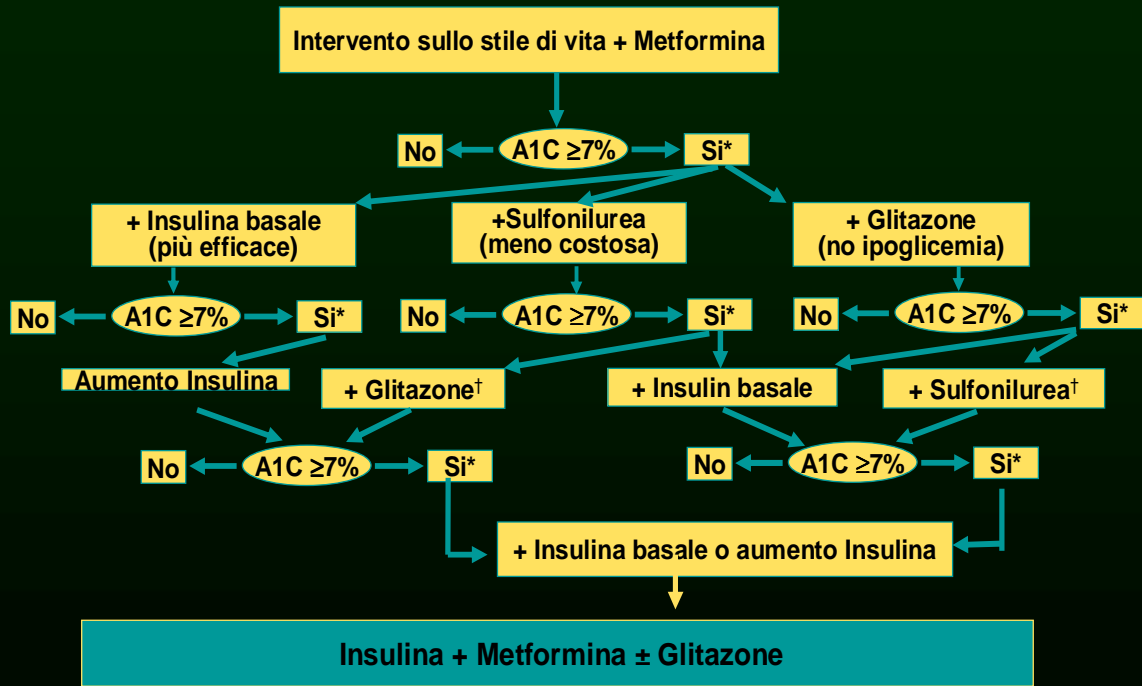 Intervento sullo stile di vita + Metformina
No
A1C ≥7%
Si*
+ Insulina basale
(più efficace)
+Sulfonilurea
(meno costosa)
+ Glitazone
(no ipoglicemia)
No
A1C ≥7%
Si*
No
A1C ≥7%
Si*
No
A1C ≥7%
Si*
Aumento Insulina
+ Glitazone†
+ Insulin basale
+ Sulfonilurea†
No
A1C ≥7%
Si*
No
A1C ≥7%
Si*
+ Insulina basale o aumento Insulina
Insulina + Metformina ± Glitazone